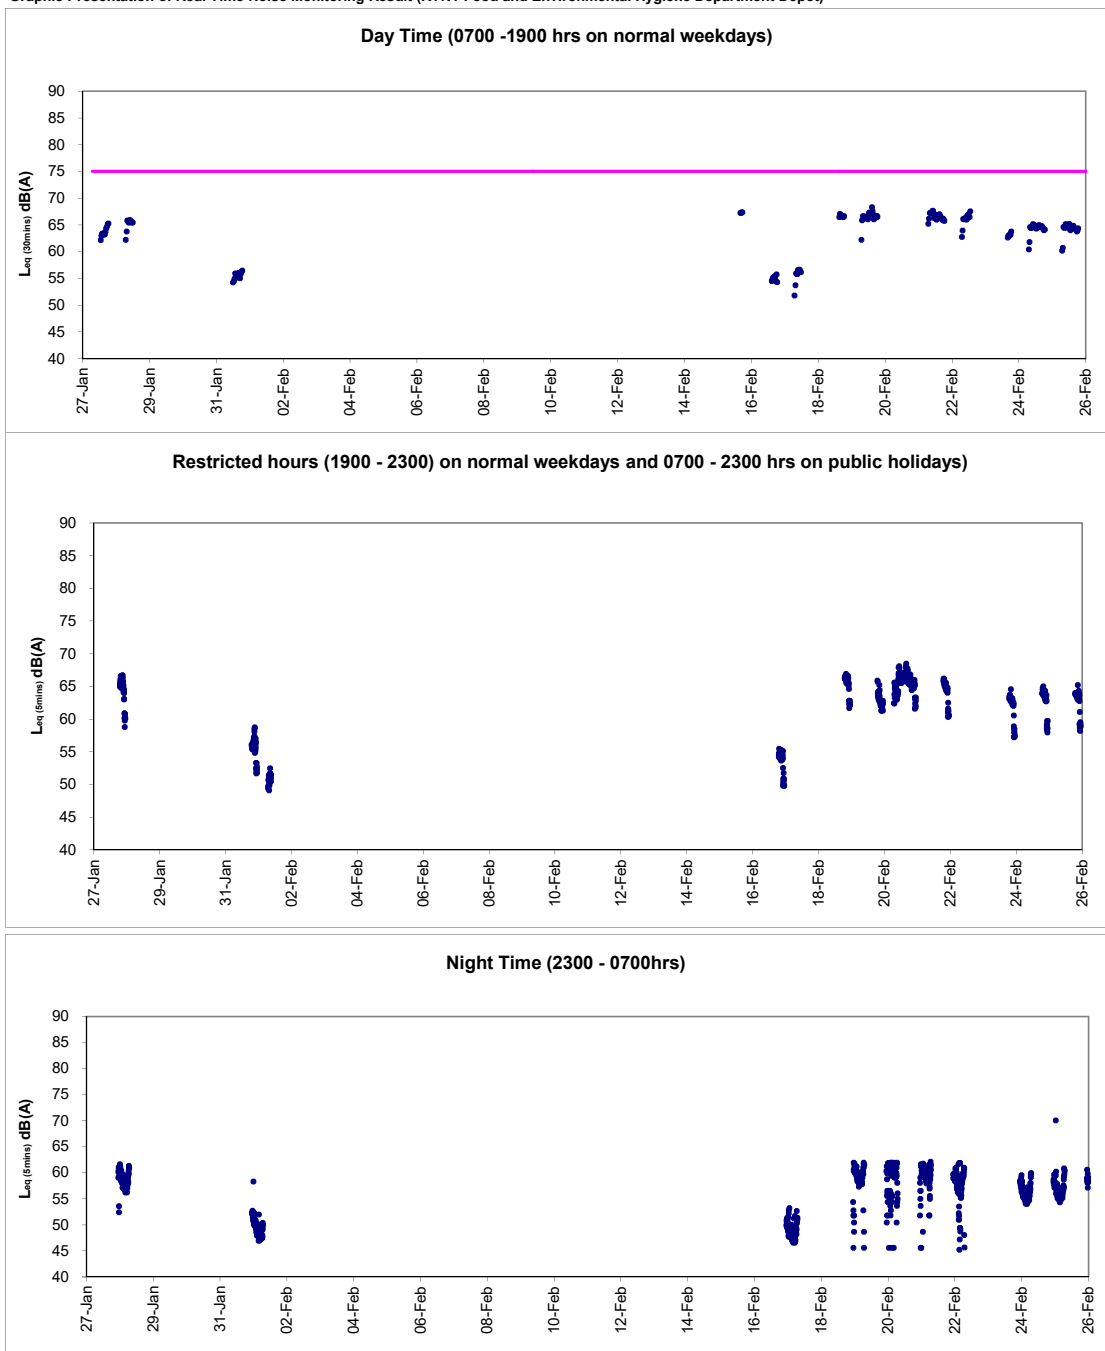 Day Time (0700 -1900 hrs on normal weekdays)
90
85
80
75
70
65
60
55
50
45
40
Leq (30mins) dB(A)
27-Jan
29-Jan
31-Jan
02-Feb
04-Feb
06-Feb
08-Feb
10-Feb
12-Feb
14-Feb
16-Feb
18-Feb
20-Feb
22-Feb
24-Feb
26-Feb
Restricted hours (1900 - 2300) on normal weekdays and 0700 - 2300 hrs on public holidays)
90
85
80
75
70
65
60
55
50
45
40
Leq (5mins) dB(A)
27-Jan
29-Jan
31-Jan
02-Feb
04-Feb
06-Feb
08-Feb
10-Feb
12-Feb
14-Feb
16-Feb
18-Feb
20-Feb
22-Feb
24-Feb
26-Feb
Night Time (2300 - 0700hrs)
90
85
80
75
70
65
60
55
50
45
40
Leq (5mins) dB(A)
27-Jan
29-Jan
31-Jan
02-Feb
04-Feb
06-Feb
08-Feb
10-Feb
12-Feb
14-Feb
16-Feb
18-Feb
20-Feb
22-Feb
24-Feb
26-Feb